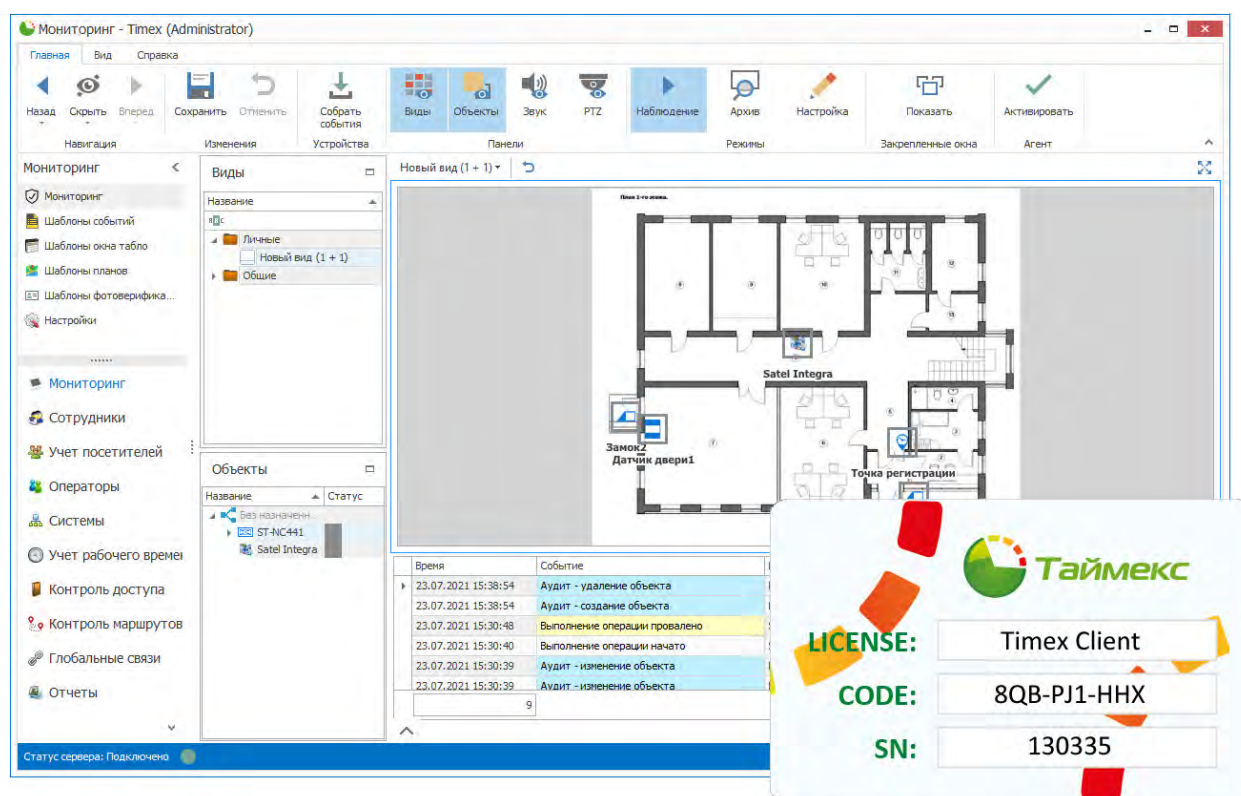 Мониторинг - Timex (Administrator)
Главная Вид Справка
Назад Скрыть Вперед Сохранить Отменить Собрать события Виды Объекты Звук PTZ Наблюдение Архив Настройка Показать Активировать
Навигация Изменения Устройства Панели Режимы Закрепленные окна Агент
Мониторинг
Мониторинг
Шаблоны событий
Шаблоны окна табло
Шаблоны планов
Шаблоны фотоверифика...
Настройки
Мониторинг
Сотрудники
Учет посетителей
Операторы
Системы
Учет рабочего времен
Контроль доступа
Контроль маршрутов
Глобальные связи
Отчеты
Статус сервера: Подключено
Виды
Название
Личные
Новый вид (1 + 1)
Общие
Объекты
Название Статус
Без назначенн...
ST-NC441
Satel Integra
Новый вид (1 + 1)
План 1-го этажа.
Satel Integra
Замок2
Датчик двери1
Точка регистрации
Время Событие
23.07.2021 15:38:54 Аудит - удаление объекта
23.07.2021 15:38:54 Аудит - создание объекта
23.07.2021 15:30:48 Выполнение операции провалено
23.07.2021 15:30:40 Выполнение операции начато
23.07.2021 15:30:39 Аудит - изменение объекта
23.07.2021 15:30:39 Аудит - изменение объекта
9
Таймекс
LICENSE: Timex Client
CODE: 8QB-PJ1-HHX
SN: 130335